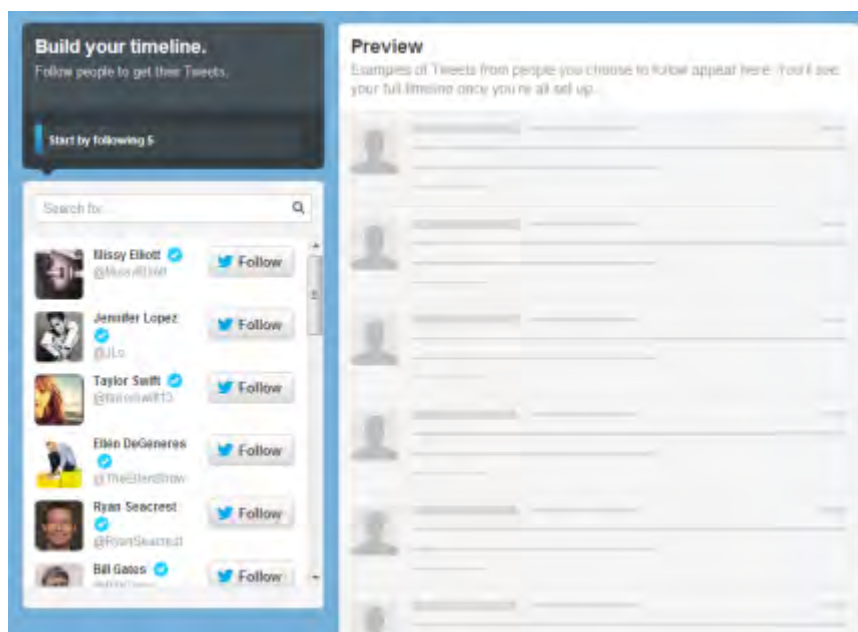 Build your timeline.
Follow people to get their Tweets.
Start by following 5
Search for...
Missy Elliott
@MissyElliott
Follow
Jennifer Lopez
@JLo
Follow
Taylor Swift
@taylorswift13
Follow
Ellen DeGeneres
@TheEllenShow
Follow
Ryan Seacrest
@RyanSeacrest
Follow
Bill Gates
Follow
Preview
Examples of Tweets from people you choose to follow appear here. You'll see
your full timeline once you're all set up.